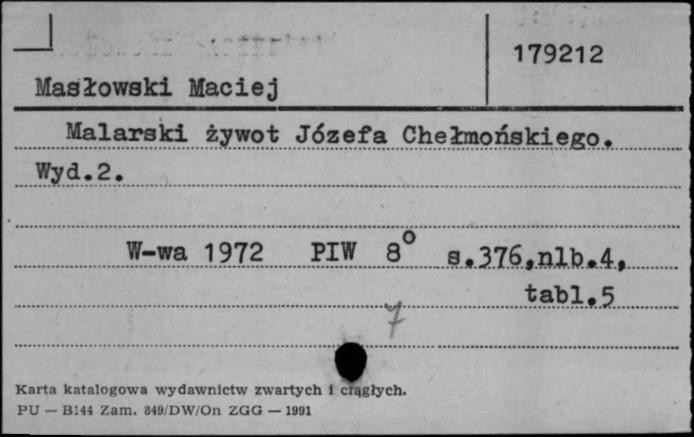 179212
Masłowski Maciej
Malarski żywot Józefa Chełmońskiego.
Wyd.2.
W-wa 1972 PIW 8° s.376,nlb.4,
tabl.5
7
Karta katalogowa wydawnictw zwartych i ciągłych.
PU — B144 Zam. 849/DW/On ZGG — 1991